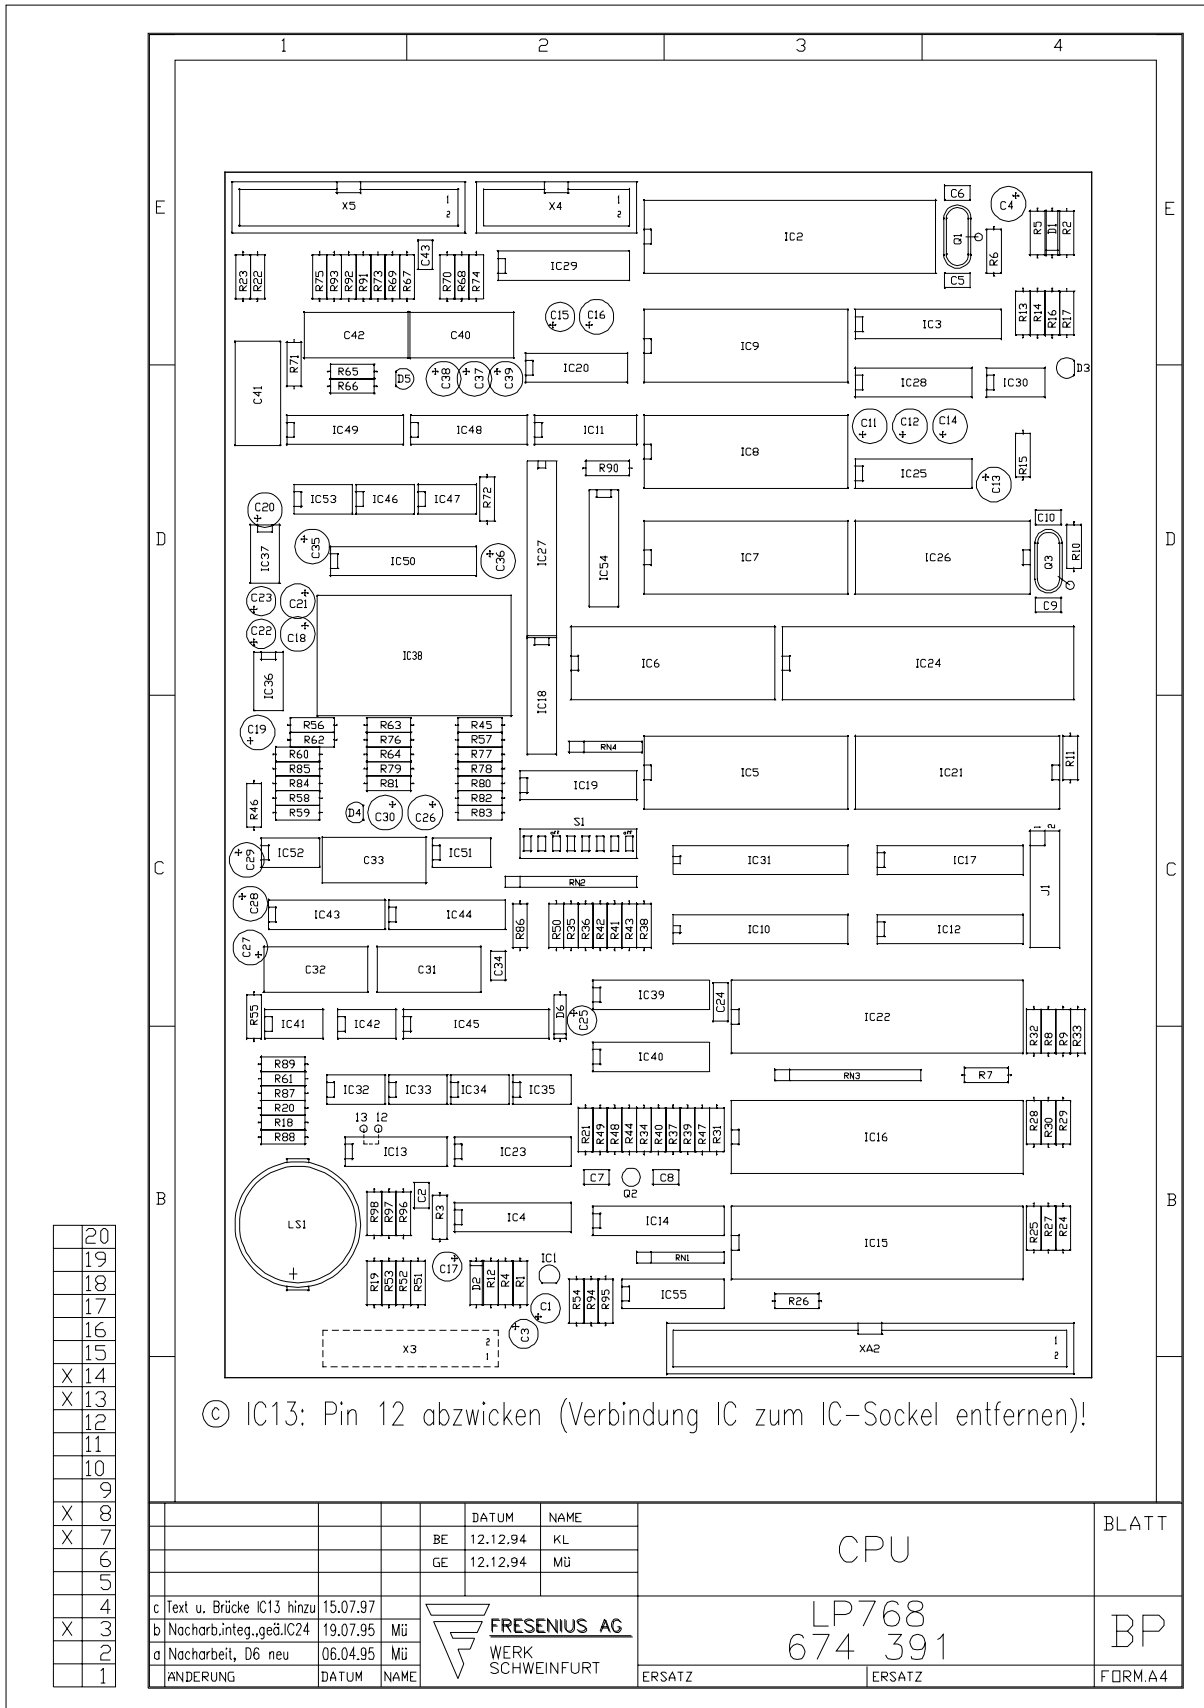 1 2 3 4
E E
X5 1 2
X4 1 2
IC2
C6
C4 +
Q1
R5 D1 R2
R6
C5
C43
IC29
R23 R22
R75 R93 R92 R91 R73 R69 R67
R70 R68 R74
C42 C40
C15 + C16 +
IC9
IC3
R13 R14 R16 R17
R71
R65
R66
D5
C38 + C37 + C39 +
IC20
IC28 IC30
D3
C41
IC49 IC48 IC11
IC8
C11 + C12 + C14 +
R90
IC25
R15
C13 +
R72
IC53 IC46 IC47
C20 +
C10
D D
IC37
C35 +
IC50
C36 +
IC27
IC54
IC7
IC26
Q3
R10
C23 + C21 +
C9
C22 + C18 +
IC38
IC6
IC24
IC36
IC18
C19 +
R56 R63 R45
R62 R76 R57
R60 R64 R77
R85 R79 R78
R84 R81 R80
R58 R82
R59 R83
RN4
IC5
IC21
R11
IC19
R46
D4
C30 + C26 +
S1
off off
1 2
C C
C29 +
IC52
C33
IC51
IC31
IC17
J1
RN2
C28 +
IC43 IC44
R86
R50 R35 R36 R42 R41 R43 R38
IC10
IC12
C27 +
C32 C31
C34
IC39
C24
IC22
R55
IC41 IC42 IC45
D6
C25 +
R32 R8 R9 R33
IC40
R89
R61
R87
R20
R18
R88
RN3
R7
IC32 IC33 IC34 IC35
13 12
R21 R49 R48 R44 R34 R40 R37 R39 R47 R31
IC16
R28 R30 R29
IC13 IC23
C7 Q2 C8
B B
LS1 +
R98 R97 R96
C2
R3
IC4
IC14
IC15
R25 R27 R24
RN1
R19 R53 R52 R51
C17 +
D2 R12 R4 R1
IC1
R54 R94 R95
IC55
R26
C1 +
C3 +
X3 2 1
XA2 1 2
© IC13: Pin 12 abzwicken (Verbindung IC zum IC-Sockel entfernen)!
20
19
18
17
16
15
X 14
X 13
12
11
10
9
X 8
X 7
6
5
4
X 3
2
1
DATUM NAME
BE 12.12.94 KL
GE 12.12.94 Mü
CPU
BLATT
c Text u. Brücke IC13 hinzu 15.07.97
b Nacharb.integ.,geä.IC24 19.07.95 Mü
a Nacharbeit, D6 neu 06.04.95 Mü
ÄNDERUNG DATUM NAME
FRESENIUS AG
WERK
SCHWEINFURT
LP768
674 391
ERSATZ ERSATZ
BP
FORM.A4